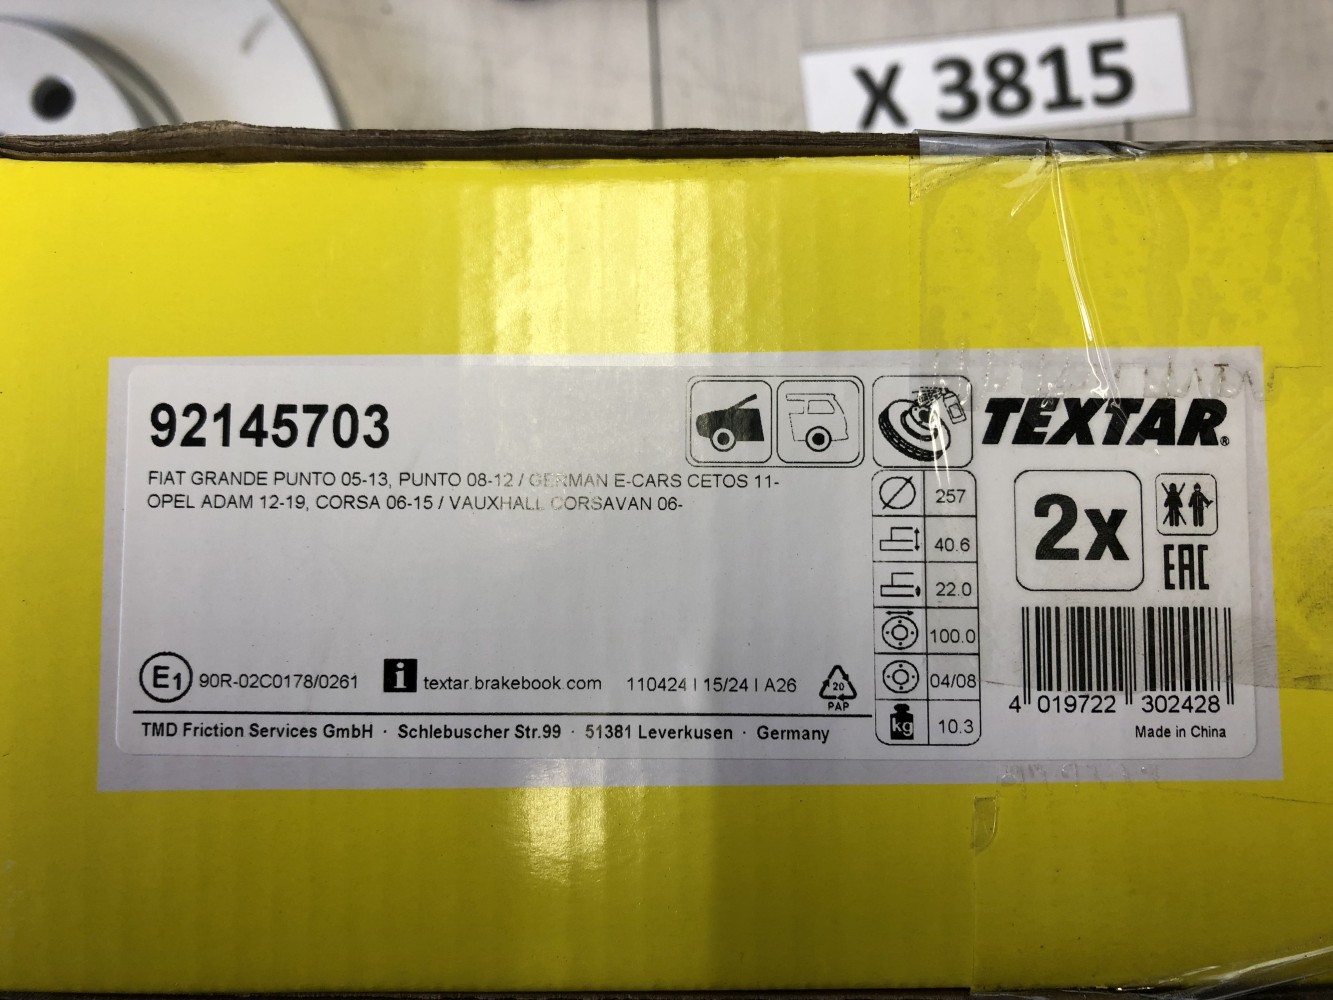 X 3815
92145703
FIAT GRANDE PUNTO 05-13, PUNTO 08-12 / GERMAN E-CARS CETOS 11-
OPEL ADAM 12-19, CORSA 06-15 / VAUXHALL CORSAVAN 06-
TEXTAR®
257
40.6
22.0
100.0
04/08
kg 10.3
2x
EAC
E1 90R-02C0178/0261
i textar.brakebook.com
110424 | 15/24 | A26
20
PAP
4 019722 302428
Made in China
TMD Friction Services GmbH · Schlebuscher Str.99 · 51381 Leverkusen · Germany